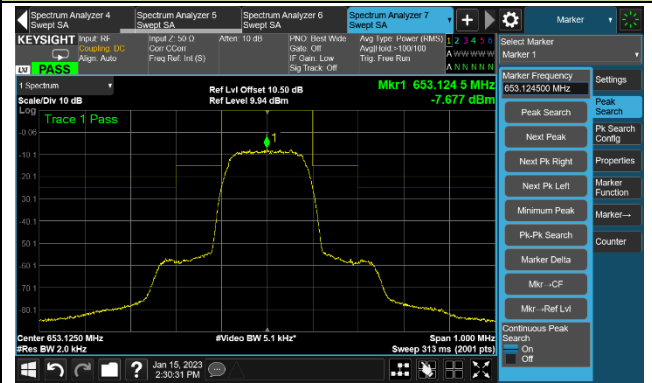 Spectrum Analyzer 4
Swept SA
Spectrum Analyzer 5
Swept SA
Spectrum Analyzer 6
Swept SA
Spectrum Analyzer 7
Swept SA
Marker
KEYSIGHT
Input: RF
Coupling: DC
Align: Auto
Input Z: 50 Ω
Corr CCorr
Freq Ref: Int (S)
Atten: 10 dB
PNO: Best Wide
Gate: Off
IF Gain: Low
Sig Track: Off
Avg Type: Power (RMS)
Avg|Hold:>100/100
Trig: Free Run
1 2 3 4 5 6
A W W W W W
A N N N N N
LXI
PASS
Select Marker
Marker 1
1 Spectrum
Scale/Div 10 dB
Ref Lvl Offset 10.50 dB
Ref Level 9.94 dBm
Mkr1 653.124 5 MHz
-7.677 dBm
Log
Trace 1 Pass
1
-0.06
-10.1
-20.1
-30.1
-40.1
-50.1
-60.1
-70.1
-80.1
Center 653.1250 MHz
#Res BW 2.0 kHz
#Video BW 5.1 kHz*
Span 1.000 MHz
Sweep 313 ms (2001 pts)
Marker Frequency
653.124500 MHz
Peak Search
Next Peak
Next Pk Right
Next Pk Left
Minimum Peak
Pk-Pk Search
Marker Delta
Mkr→CF
Mkr→Ref Lvl
Continuous Peak
Search
On
Off
Settings
Peak
Search
Pk Search
Config
Properties
Marker
Function
Marker→
Counter
?
Jan 15, 2023
2:30:31 PM